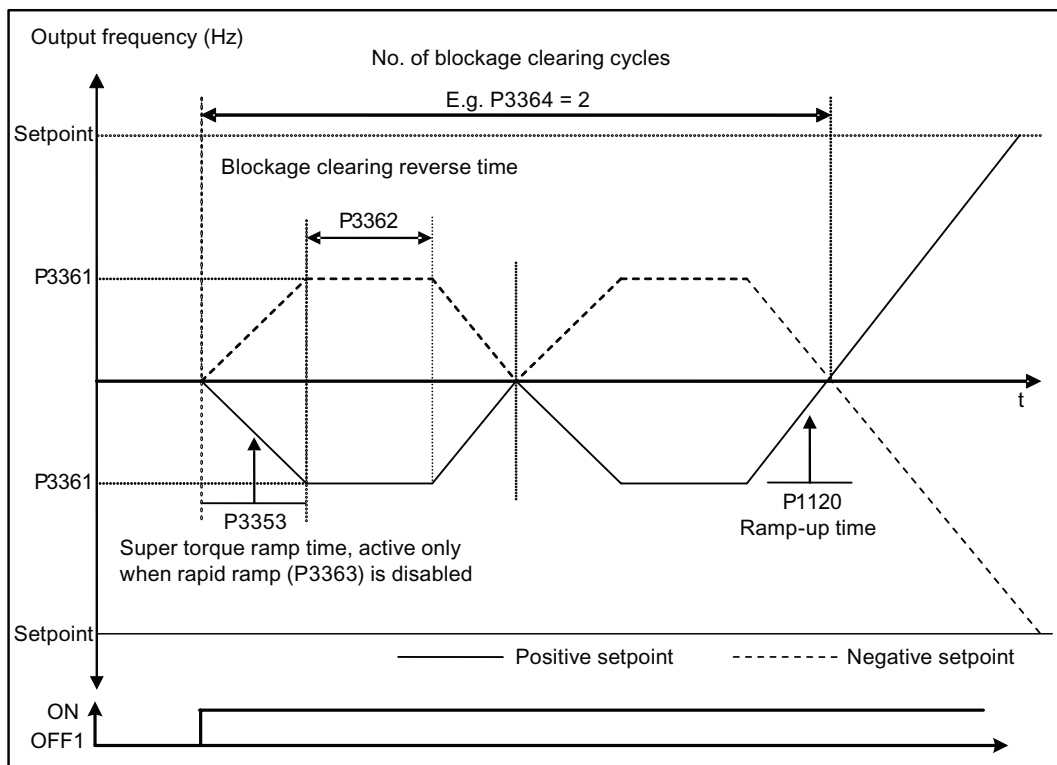 Output frequency (Hz)
No. of blockage clearing cycles
E.g. P3364 = 2
Setpoint
Blockage clearing reverse time
P3362
P3361
t
P3361
P3353
P1120
Ramp-up time
Super torque ramp time, active only
when rapid ramp (P3363) is disabled
Setpoint
Positive setpoint
Negative setpoint
ON
OFF1